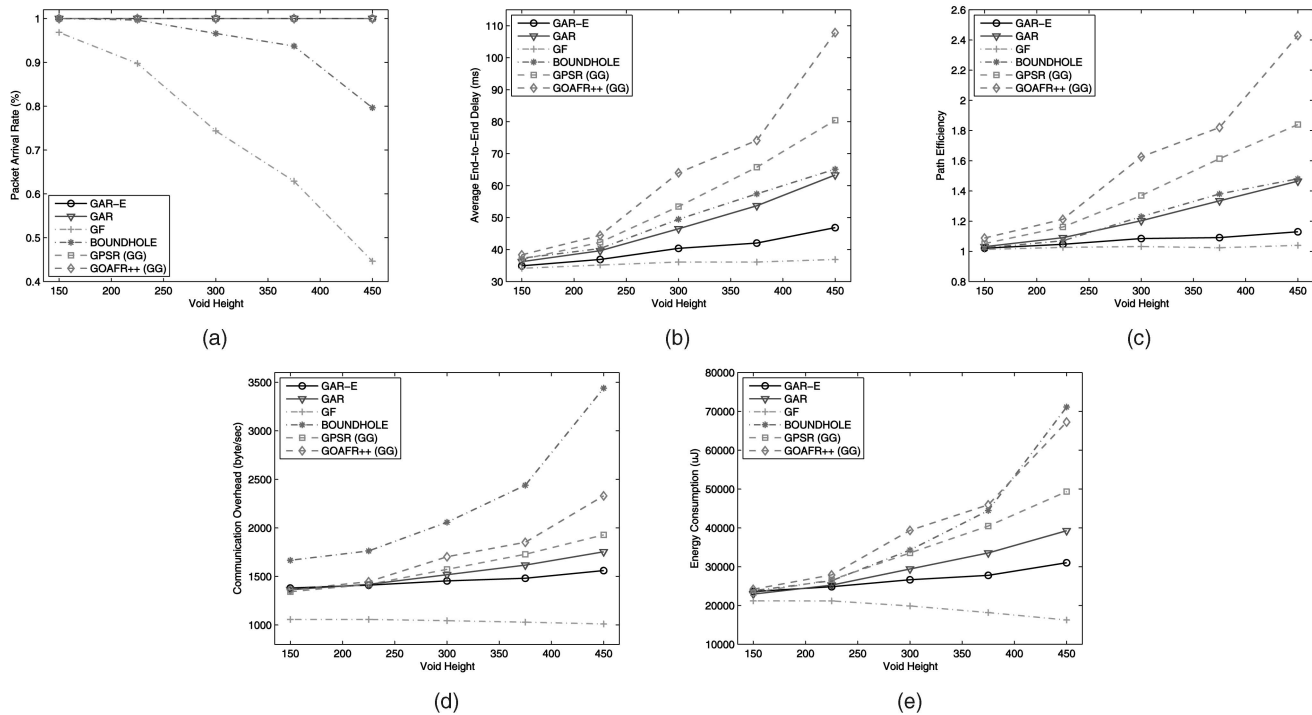 1
0.9
0.8
0.7
0.6
0.5
0.4
Packet Arrival Rate (%)
GAR-E
GAR
GF
BOUNDHOLE
GPSR (GG)
GOAFR++ (GG)
150 200 250 300 350 400 450
Void Height
(a)
110
100
90
80
70
60
50
40
30
Average End-to-End Delay (ms)
GAR-E
GAR
GF
BOUNDHOLE
GPSR (GG)
GOAFR++ (GG)
150 200 250 300 350 400 450
Void Height
(b)
2.6
2.4
2.2
2
1.8
1.6
1.4
1.2
1
0.8
Path Efficiency
GAR-E
GAR
GF
BOUNDHOLE
GPSR (GG)
GOAFR++ (GG)
150 200 250 300 350 400 450
Void Height
(c)
3500
3000
2500
2000
1500
1000
Communication Overhead (byte/sec)
GAR-E
GAR
GF
BOUNDHOLE
GPSR (GG)
GOAFR++ (GG)
150 200 250 300 350 400 450
Void Height
(d)
80000
70000
60000
50000
40000
30000
20000
10000
Energy Consumption (uJ)
GAR-E
GAR
GF
BOUNDHOLE
GPSR (GG)
GOAFR++ (GG)
150 200 250 300 350 400 450
Void Height
(e)